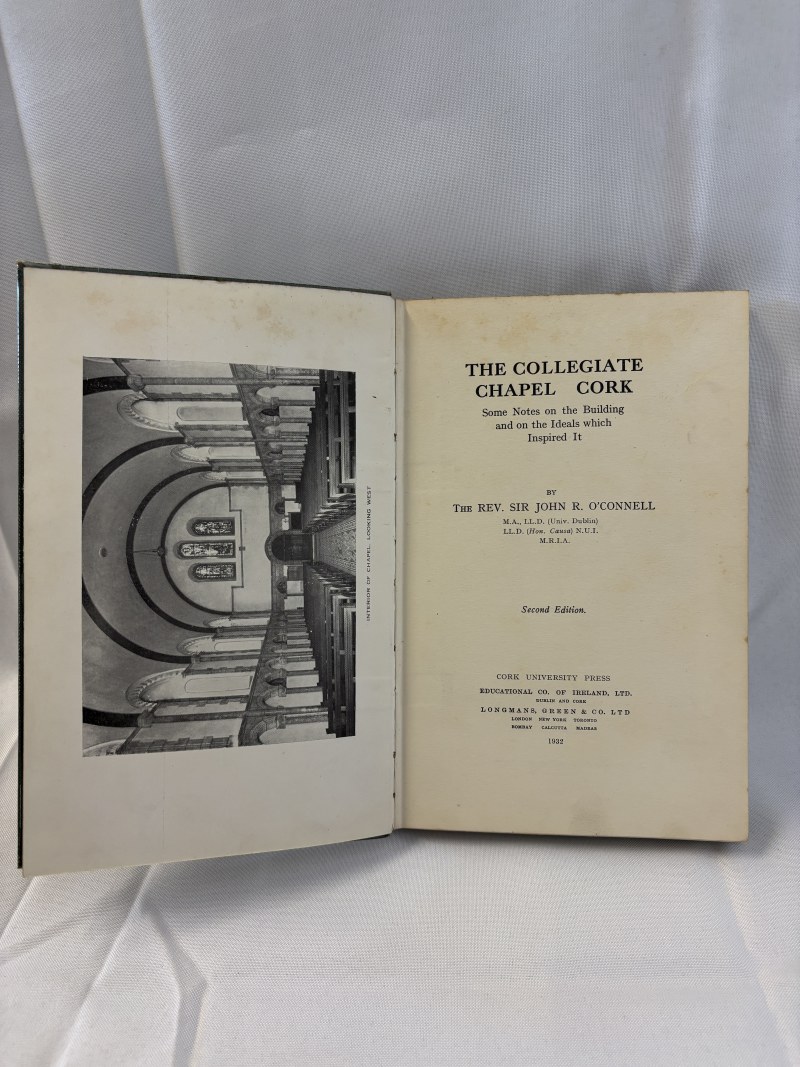 INTERIOR OF CHAPEL LOOKING WEST
THE COLLEGIATE
CHAPEL CORK
Some Notes on the Building
and on the Ideals which
Inspired It
BY
THE REV. SIR JOHN R. O'CONNELL
M.A., LL.D. (Univ. Dublin)
LL.D. (Hon. Causa) N.U.I.
M.R.I.A.
Second Edition.
CORK UNIVERSITY PRESS
EDUCATIONAL CO. OF IRELAND, LTD.
DUBLIN AND CORK
LONGMANS, GREEN & CO. LTD
LONDON NEW YORK TORONTO
BOMBAY CALCUTTA MADRAS
1932